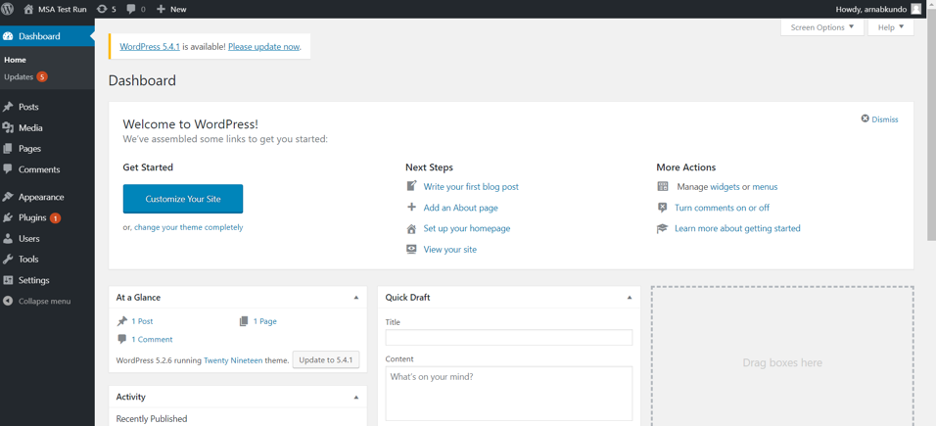 MSA Test Run 5 0 New Howdy, arnabkundo
Screen Options Help
Dashboard
Home
Updates 5
Posts
Media
Pages
Comments
Appearance
Plugins 1
Users
Tools
Settings
Collapse menu
WordPress 5.4.1 is available! Please update now.
Dashboard
Welcome to WordPress!
We've assembled some links to get you started:
Dismiss
Get Started
Customize Your Site
or, change your theme completely
Next Steps
Write your first blog post
Add an About page
Set up your homepage
View your site
More Actions
Manage widgets or menus
Turn comments on or off
Learn more about getting started
At a Glance
1 Post 1 Page
1 Comment
WordPress 5.2.6 running Twenty Nineteen theme. Update to 5.4.1
Activity
Recently Published
Quick Draft
Title
Content
What's on your mind?
Drag boxes here